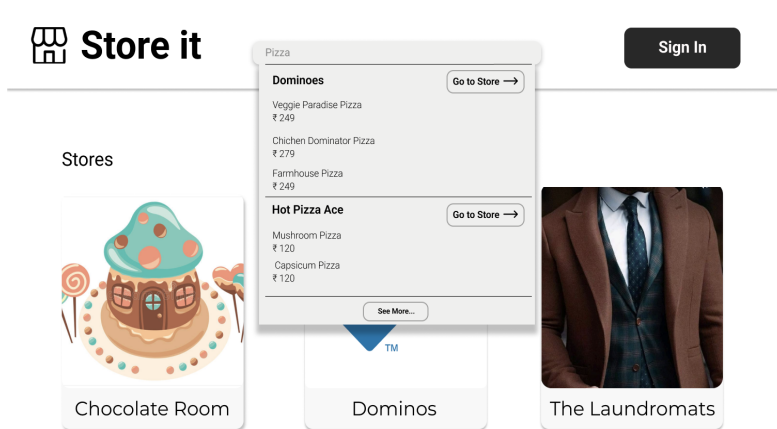 Store it
Pizza
Sign In
Dominoes
Go to Store
Veggie Paradise Pizza
₹ 249
Chichen Dominator Pizza
₹ 279
Farmhouse Pizza
₹ 249
Hot Pizza Ace
Go to Store
Mushroom Pizza
₹ 120
Capsicum Pizza
₹ 120
See More...
Stores
TM
Chocolate Room
Dominos
The Laundromats